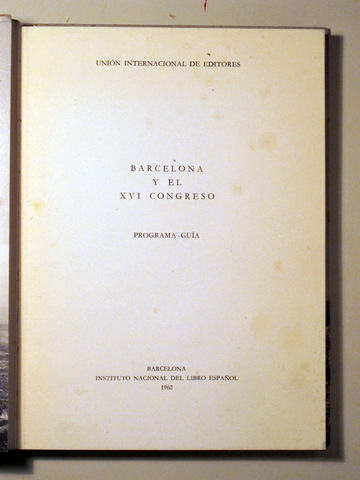 UNIÓN INTERNACIONAL DE EDITORES
BARCELONA
Y EL
XVI CONGRESO
PROGRAMA-GUÍA
BARCELONA
INSTITUTO NACIONAL DEL LIBRO ESPAÑOL
1962